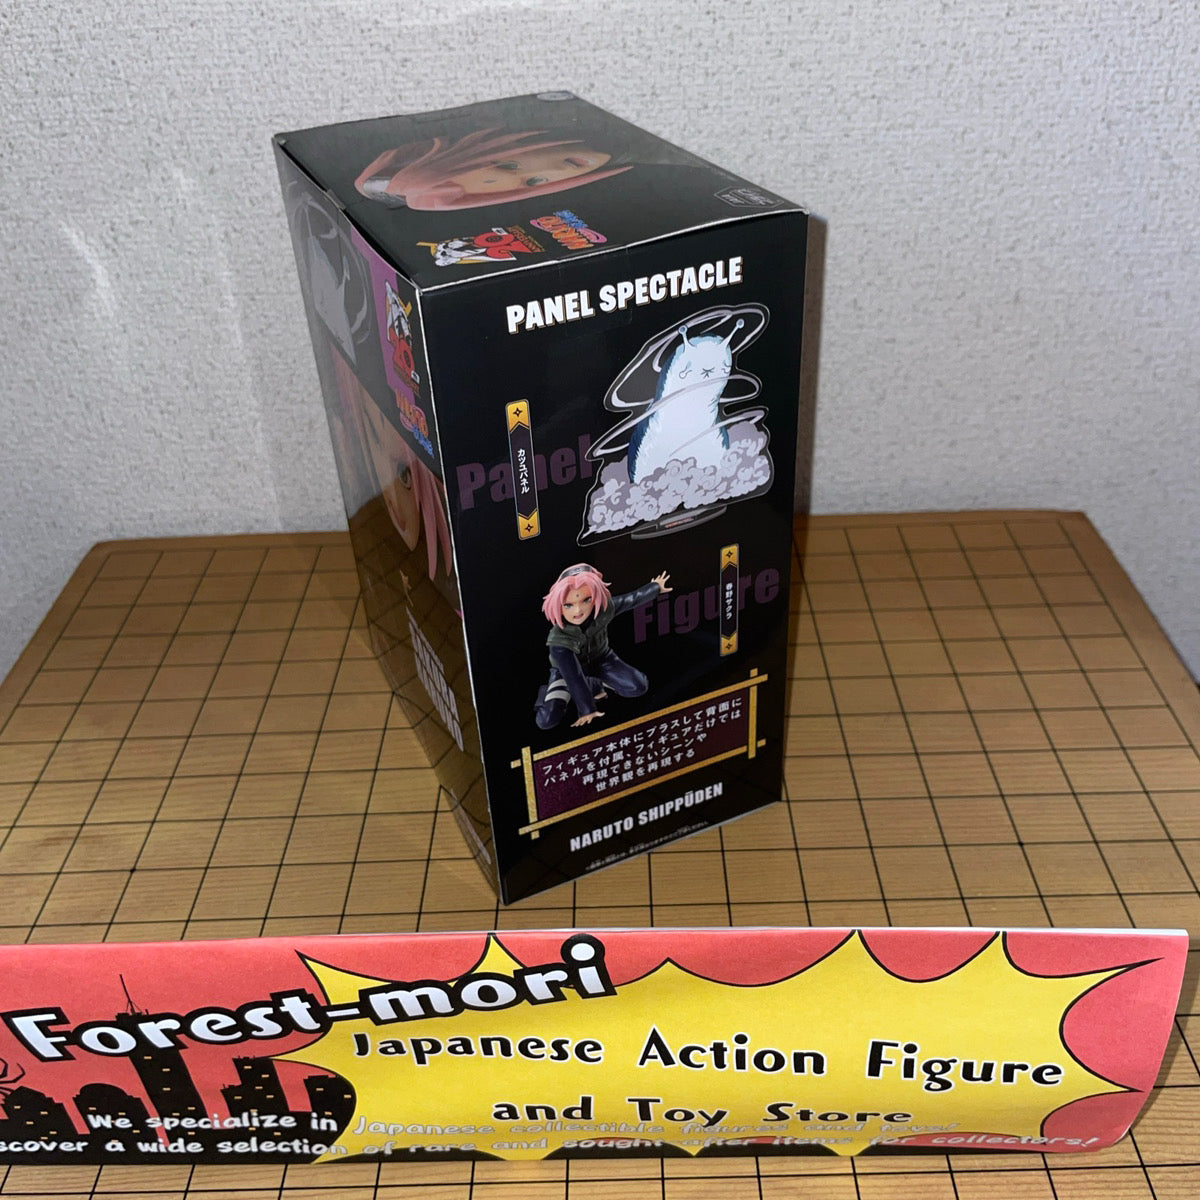 20
NARUTO
PANEL SPECTACLE
Panel
カツユパネル
Figure
春野サクラ
フィギュア本体にプラスして背面に
パネルを付属、フィギュアだけでは
再現できないシーンや
世界観を再現する
NARUTO SHIPPŪDEN
Forest-mori
Japanese Action Figure
and Toy Store
We specialize in Japanese collectible figures and toys!
scover a wide selection of rare and sought-after items for collectors!